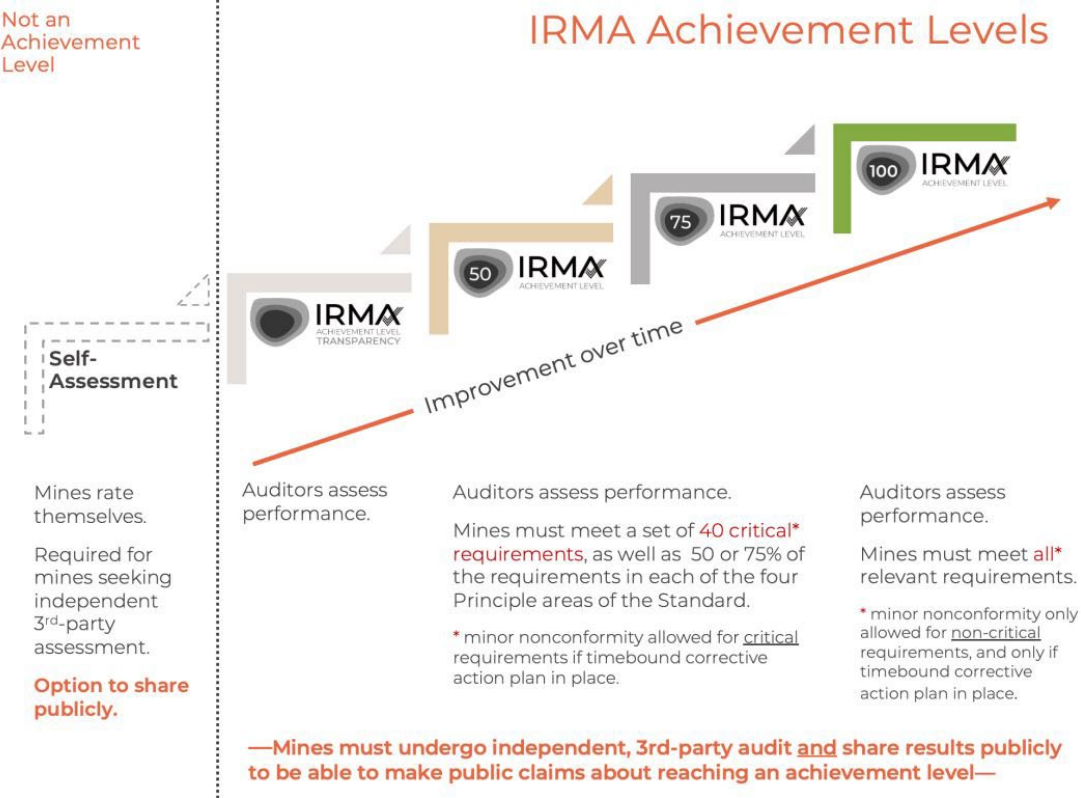 Not an
Achievement
Level
IRMA Achievement Levels
Self-
Assessment
IRMA
ACHIEVEMENT LEVEL
TRANSPARENCY
50
IRMA
ACHIEVEMENT LEVEL
75
IRMA
ACHIEVEMENT LEVEL
100
IRMA
ACHIEVEMENT LEVEL
Improvement over time
Mines rate
themselves.
Required for
mines seeking
independent
3rd-party
assessment.
Option to share
publicly.
Auditors assess
performance.
Auditors assess performance.
Mines must meet a set of 40 critical*
requirements, as well as 50 or 75% of
the requirements in each of the four
Principle areas of the Standard.
* minor nonconformity allowed for critical
requirements if timebound corrective
action plan in place.
Auditors assess
performance.
Mines must meet all*
relevant requirements.
* minor nonconformity only
allowed for non-critical
requirements, and only if
timebound corrective
action plan in place.
—Mines must undergo independent, 3rd-party audit and share results publicly
to be able to make public claims about reaching an achievement level—